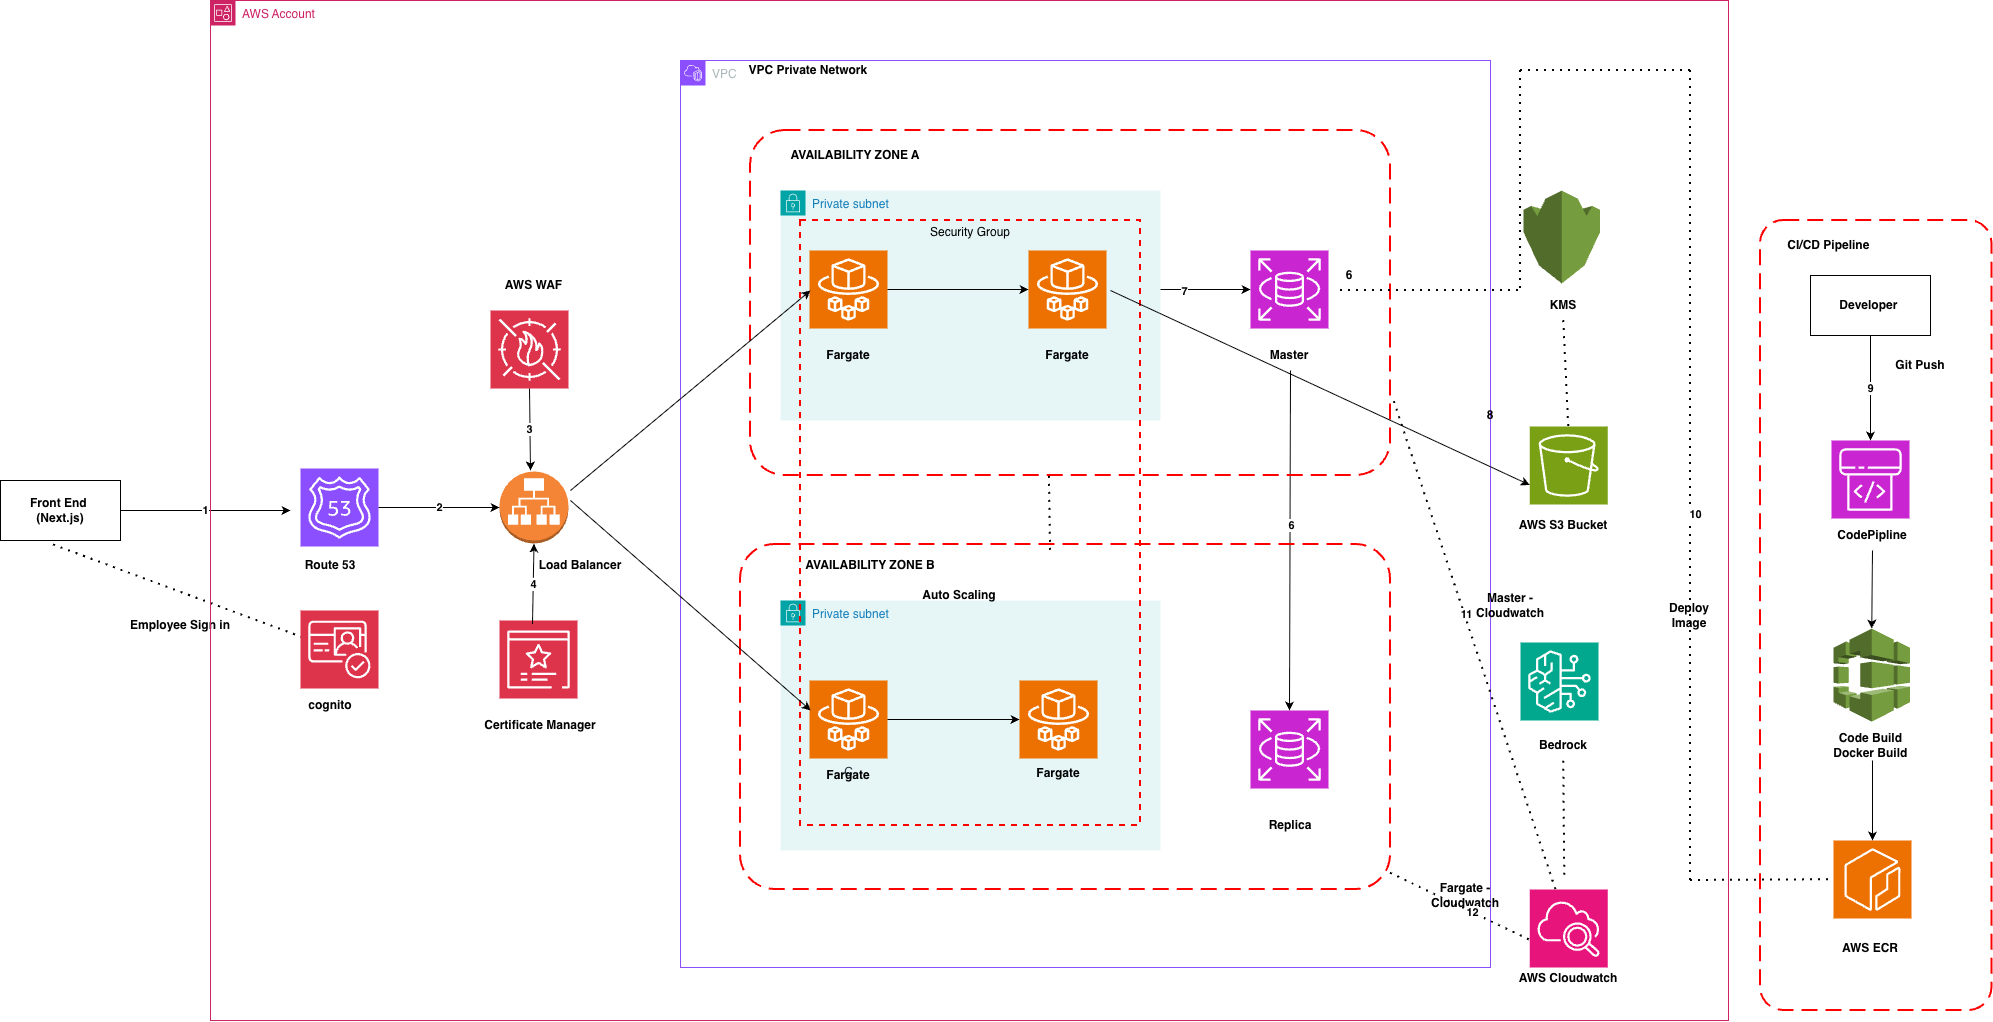 AWS Account
VPC
VPC Private Network
AVAILABILITY ZONE A
Private subnet
Security Group
Fargate
Fargate
7
Master
6
KMS
AWS WAF
3
Front End
(Next.js)
1
53
Route 53
2
Load Balancer
4
Employee Sign in
cognito
Certificate Manager
8
AWS S3 Bucket
6
AVAILABILITY ZONE B
Auto Scaling
Private subnet
Fargate
C
Fargate
Replica
Master -
11 Cloudwatch
Bedrock
Fargate -
Cloudwatch
12
AWS Cloudwatch
10
Deploy
Image
CI/CD Pipeline
Developer
Git Push
9
</>
CodePipline
Code Build
Docker Build
AWS ECR